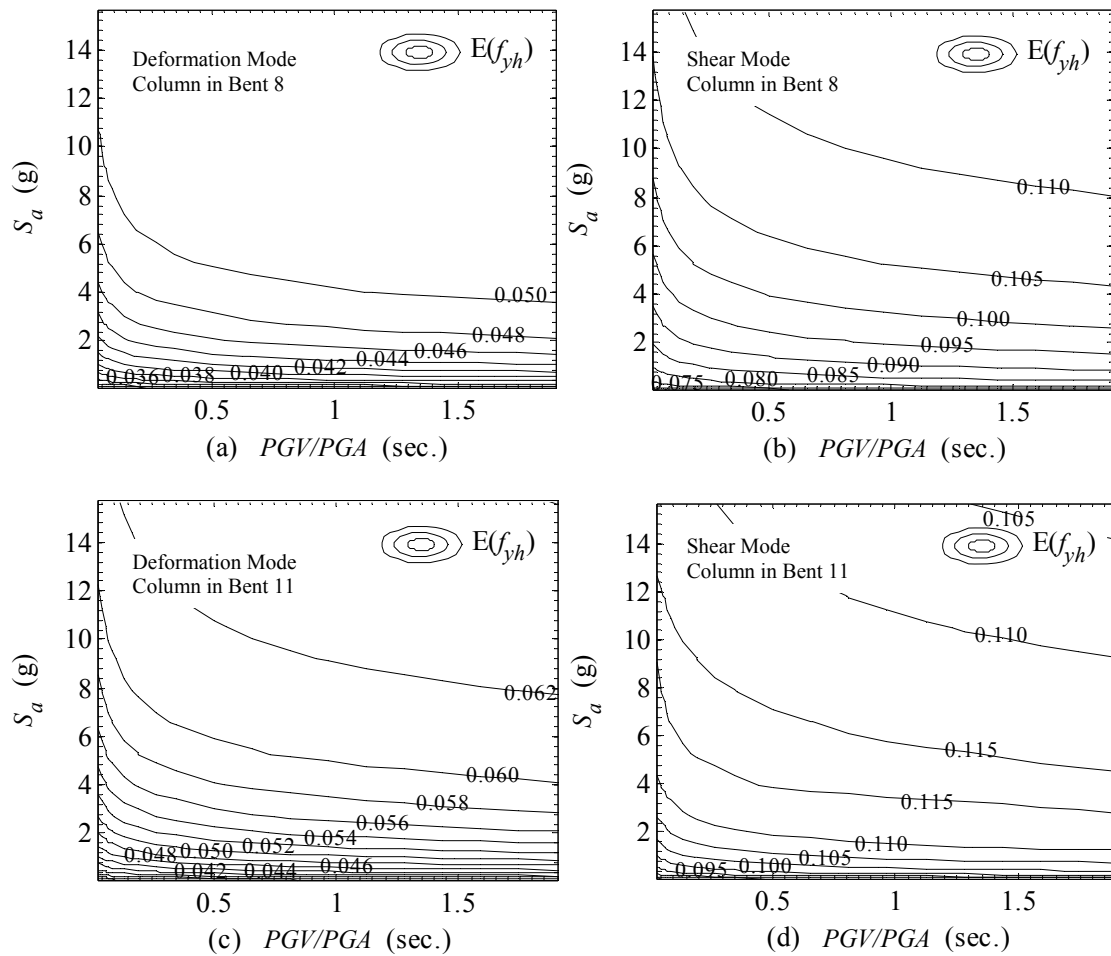 14
12
10
8
6
4
2
S_a (g)
Deformation Mode
Column in Bent 8
E(f_yh)
0.050
0.048
0.046
0.044
0.042
0.040
0.038
0.036
0.5 1 1.5
(a) PGV/PGA (sec.)
14
12
10
8
6
4
2
S_a (g)
Shear Mode
Column in Bent 8
E(f_yh)
0.110
0.105
0.100
0.095
0.090
0.085
0.080
0.075
0.5 1 1.5
(b) PGV/PGA (sec.)
14
12
10
8
6
4
2
S_a (g)
Deformation Mode
Column in Bent 11
E(f_yh)
0.062
0.060
0.058
0.056
0.054
0.052
0.050
0.048
0.046
0.044
0.042
0.5 1 1.5
(c) PGV/PGA (sec.)
14
12
10
8
6
4
2
S_a (g)
Shear Mode
Column in Bent 11
E(f_yh)
0.105
0.110
0.115
0.115
0.110
0.105
0.100
0.095
0.5 1 1.5
(d) PGV/PGA (sec.)